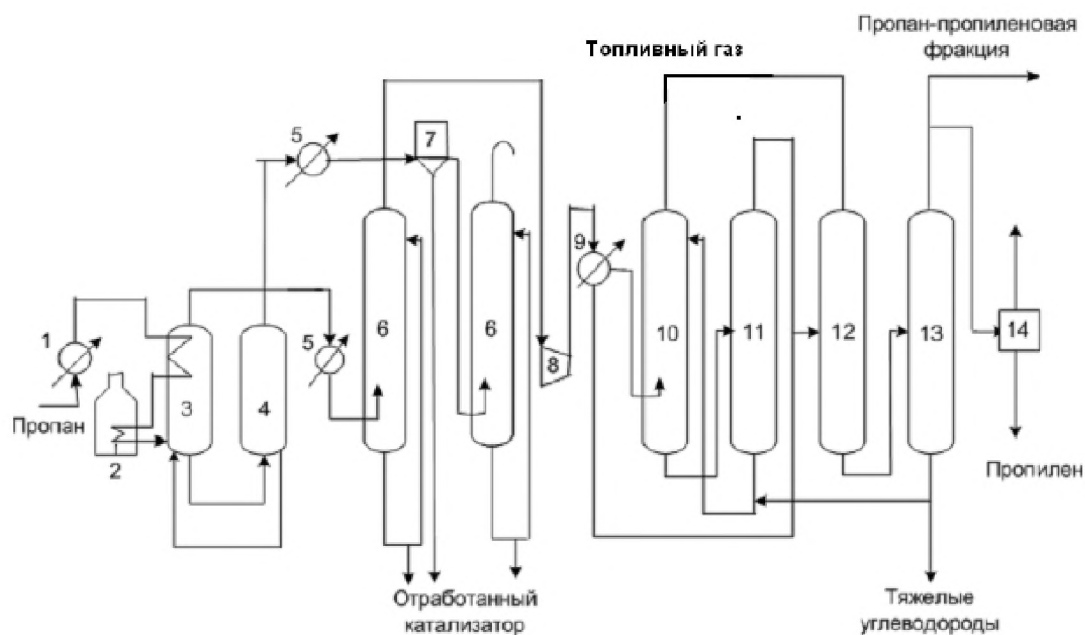 Пропан-пропиленовая
фракция
Топливный газ
5
7
9
1
6
6
10
11
12
13
14
8
5
3
4
Пропан
2
Пропилен
Отработанный
катализатор
Тяжелые
углеводороды